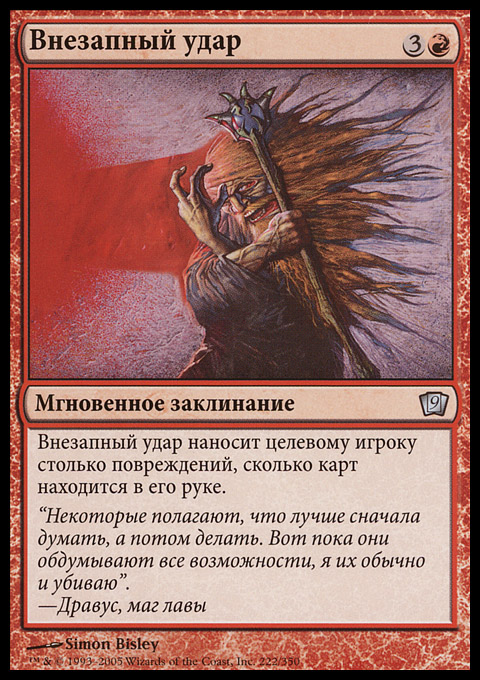 Внезапный удар 3
Мгновенное заклинание 9
Внезапный удар наносит целевому игроку
столько повреждений, сколько карт
находится в его руке.
“Некоторые полагают, что лучше сначала
думать, а потом делать. Вот пока они
обдумывают все возможности, я их обычно
и убиваю”.
—Дравус, маг лавы
Simon Bisley
™ & © 1993–2005 Wizards of the Coast, Inc. 222/350